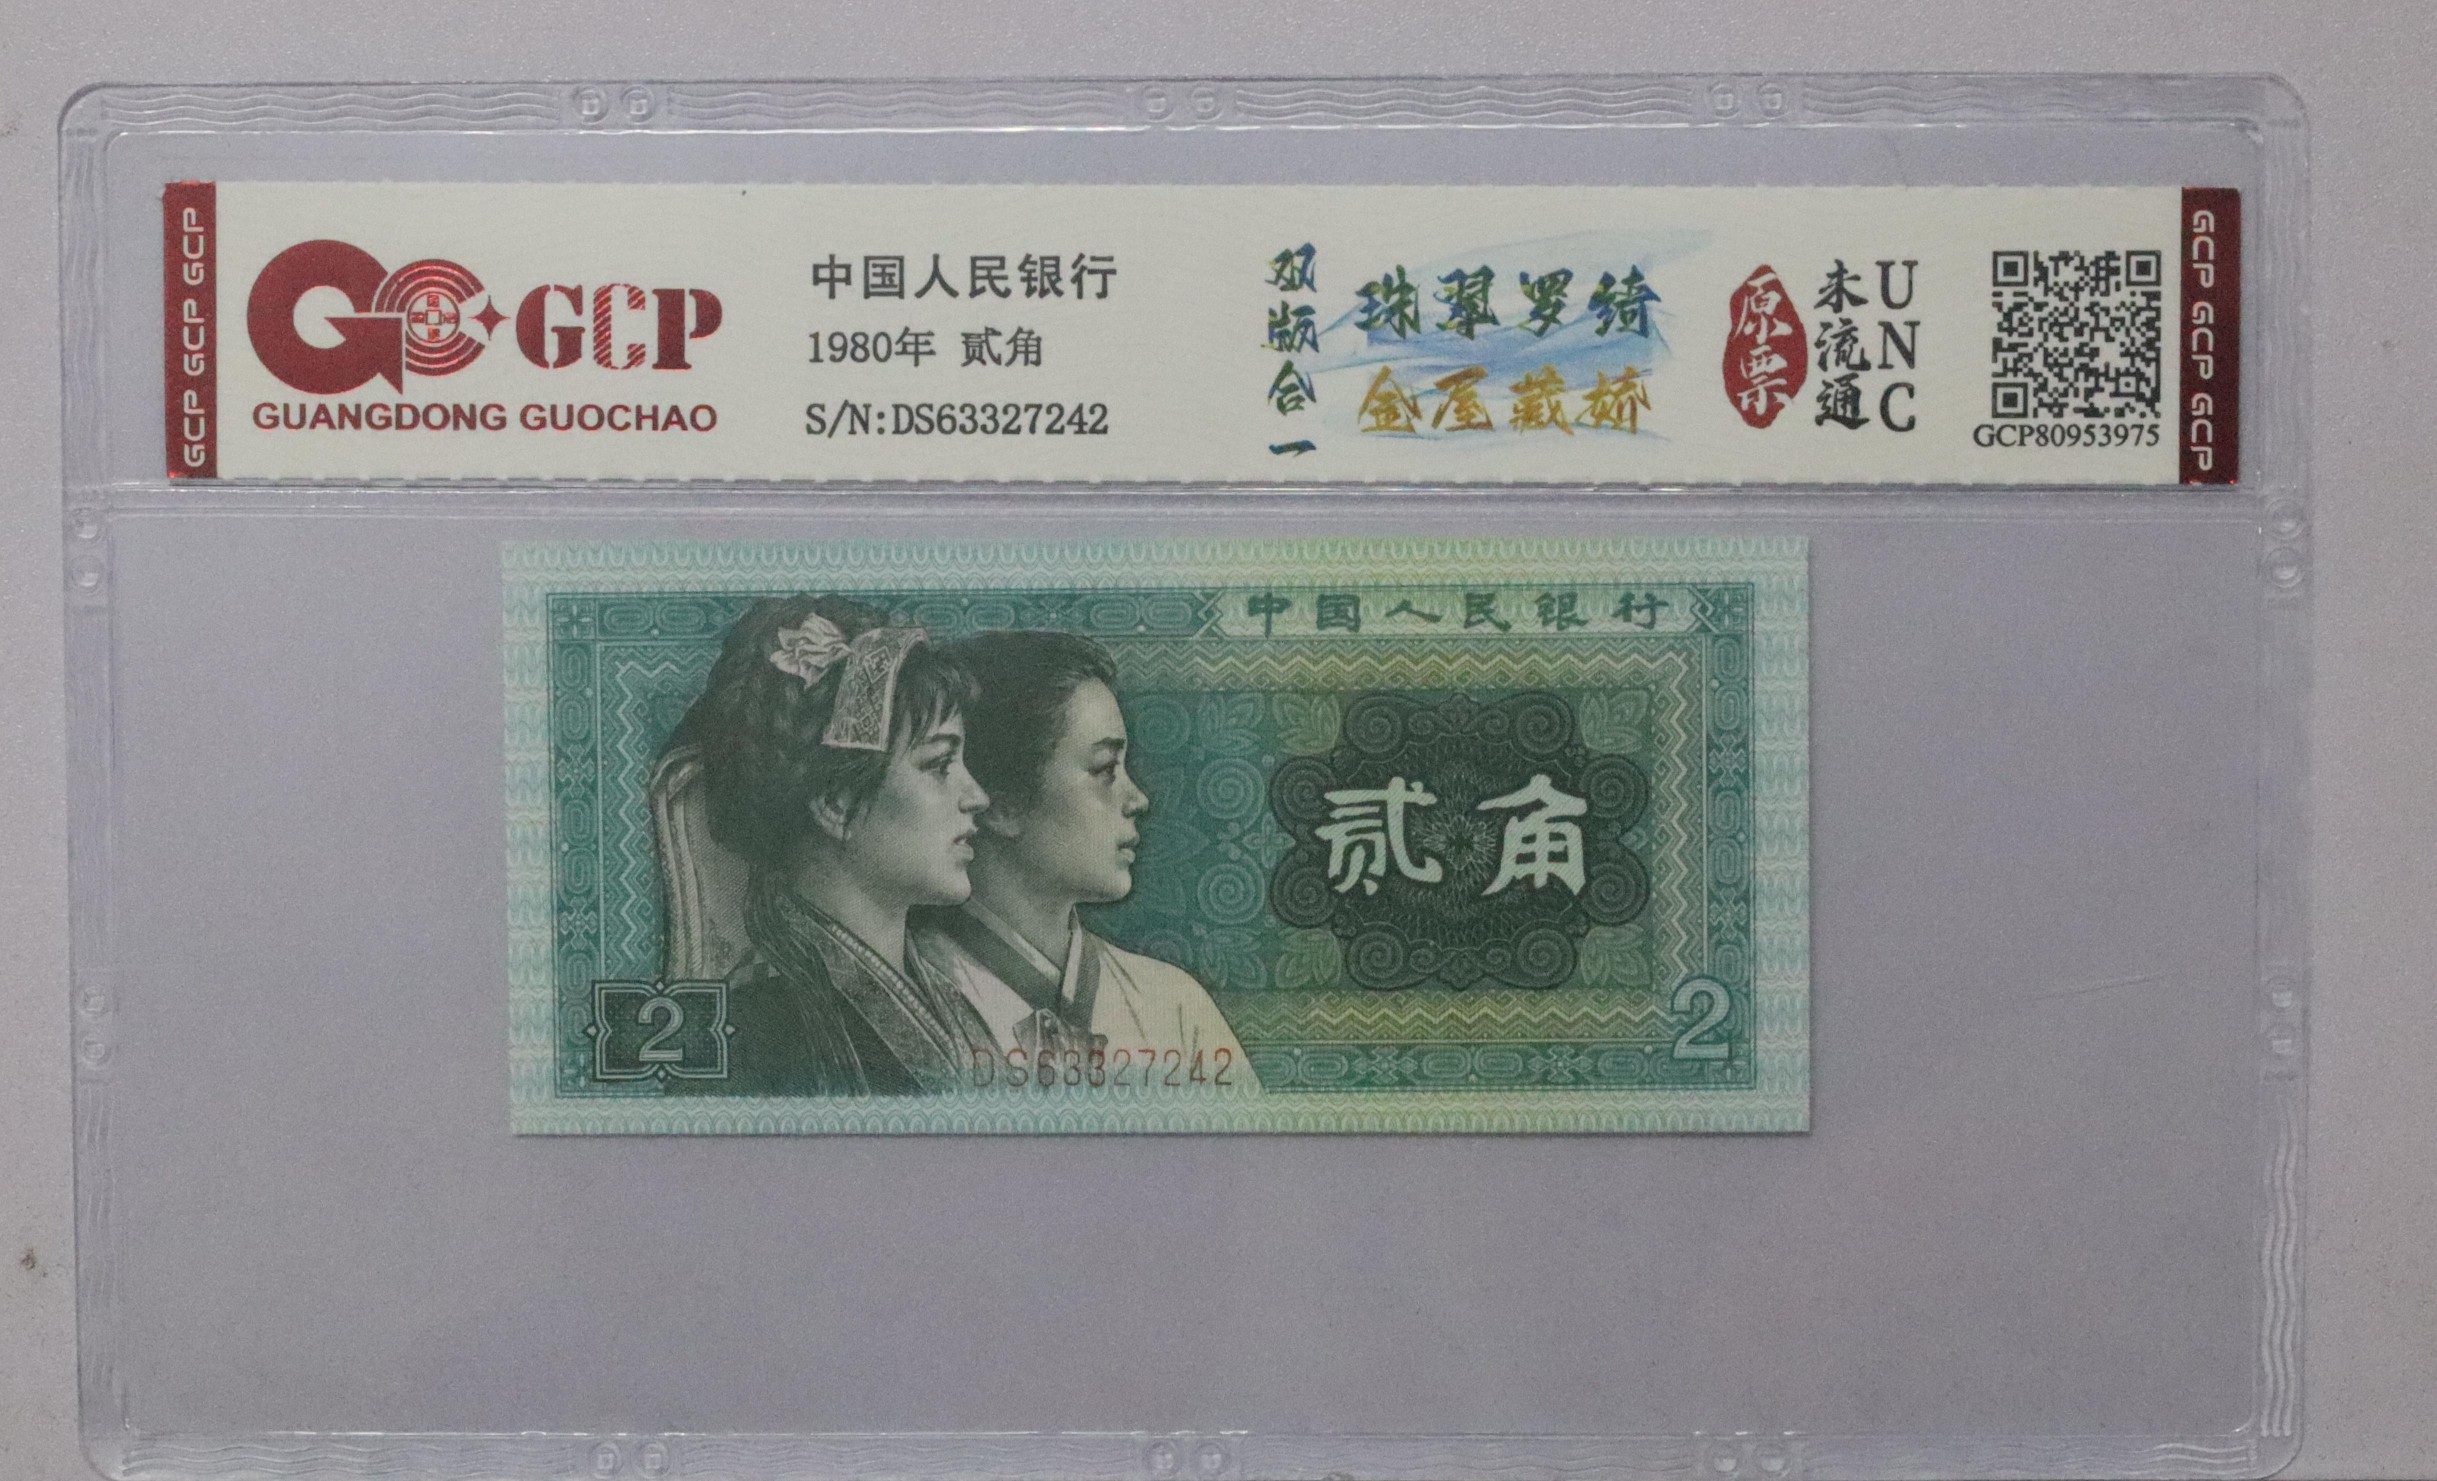 GCP GCP GCP
GCP
GUANGDONG GUOCHAO
中国人民银行
1980年 贰角
S/N:DS63327242
双版合一
珠翠罗绮
金屋藏娇
原票
未流通
UNC
GCP80953975
GCP GCP GCP
中国人民银行
贰角
2
2
DS63327242